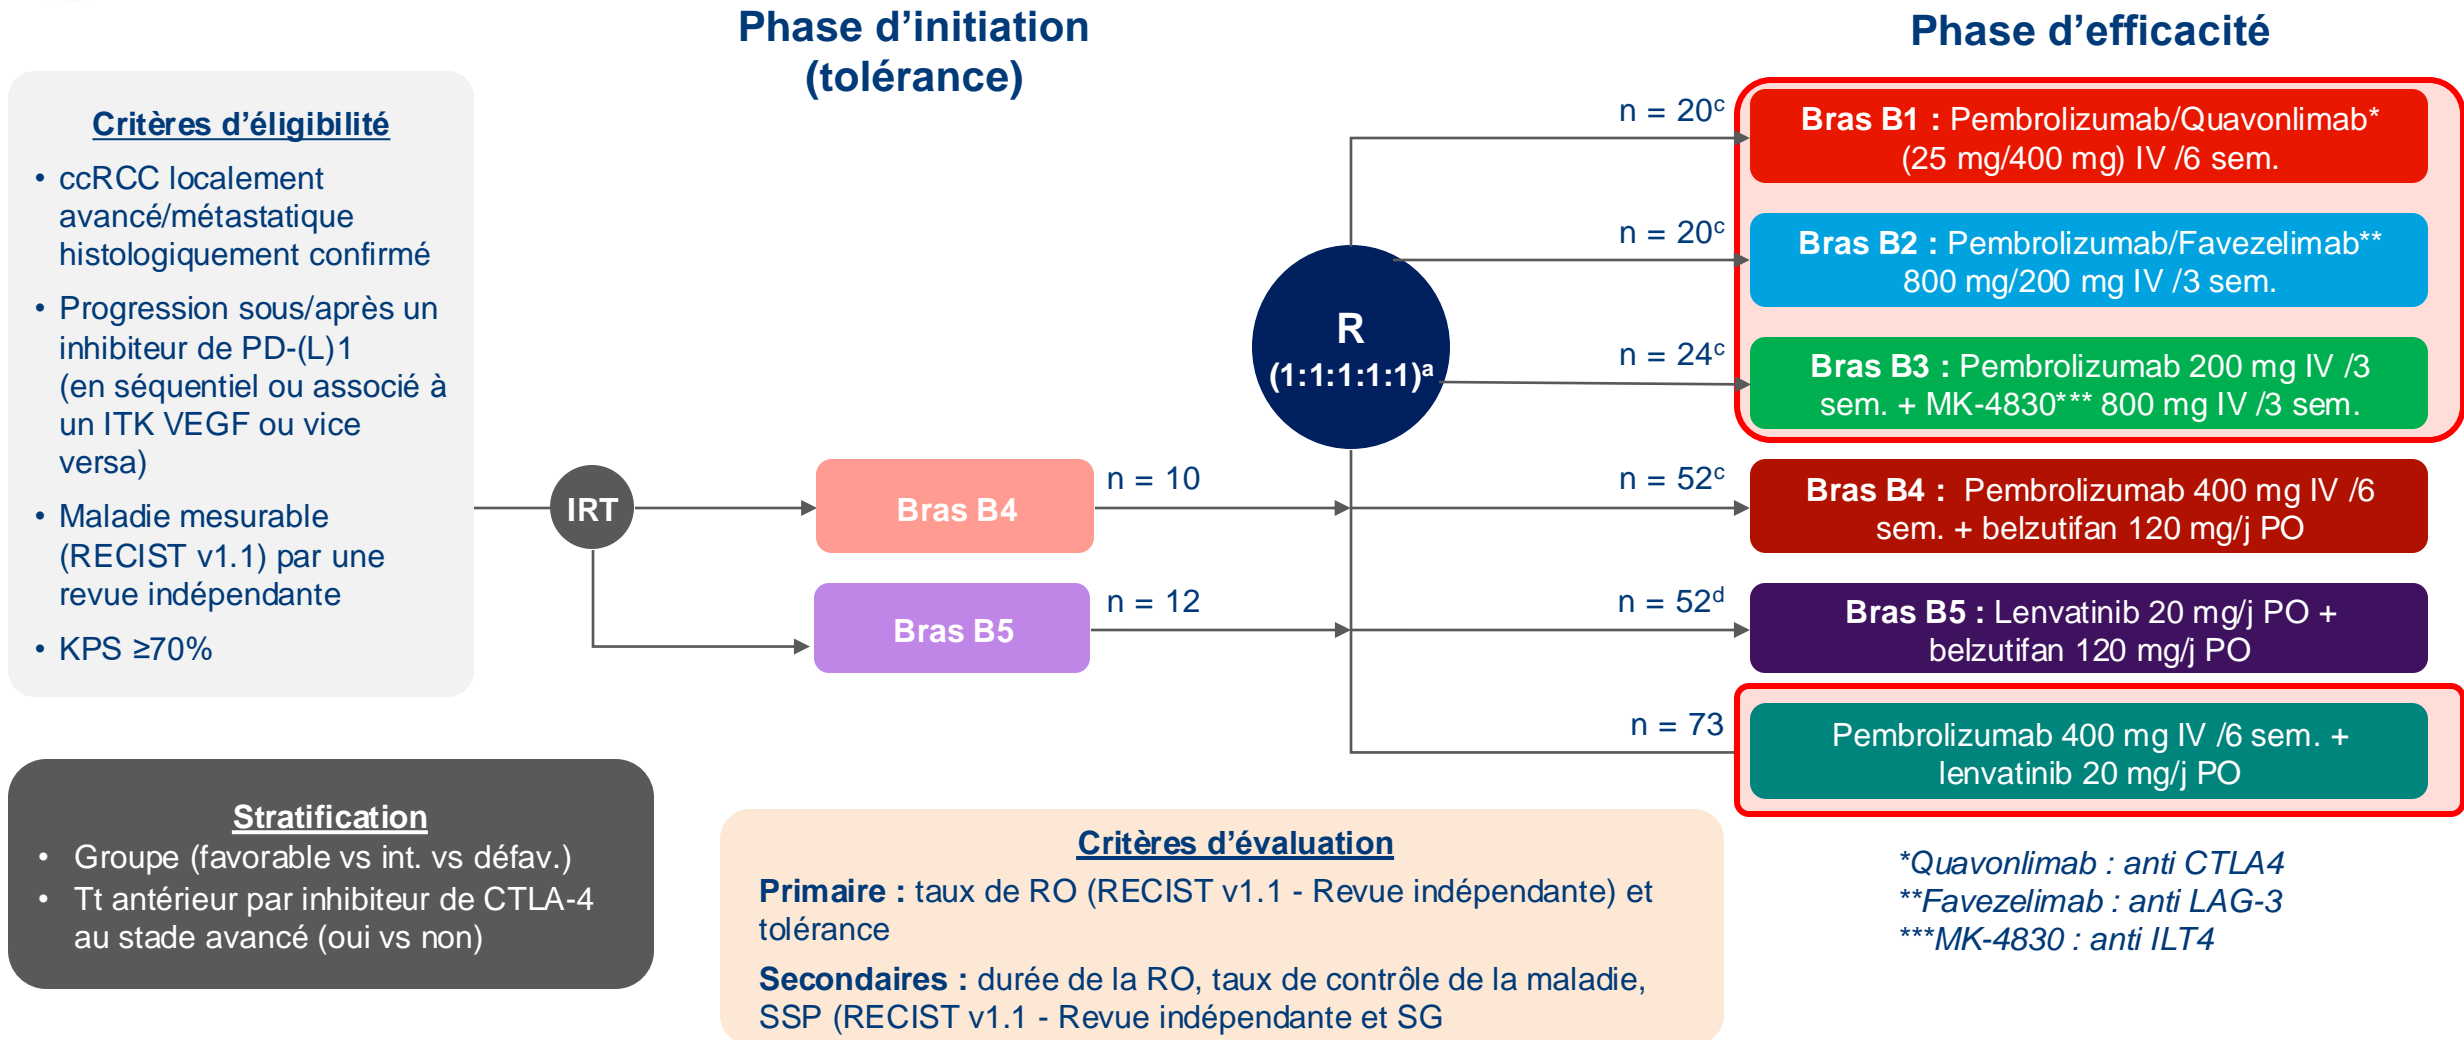 Phase d’initiation
(tolérance)
Phase d’efficacité
Critères d’éligibilité
• ccRCC localement
avancé/métastatique
histologiquement confirmé
• Progression sous/après un
inhibiteur de PD-(L)1
(en séquentiel ou associé à
un ITK VEGF ou vice
versa)
• Maladie mesurable
(RECIST v1.1) par une
revue indépendante
• KPS ≥70%
IRT
Bras B4
n = 10
Bras B5
n = 12
R
(1:1:1:1:1)ᵃ
n = 20ᶜ
Bras B1 : Pembrolizumab/Quavonlimab*
(25 mg/400 mg) IV /6 sem.
n = 20ᶜ
Bras B2 : Pembrolizumab/Favezelimab**
800 mg/200 mg IV /3 sem.
n = 24ᶜ
Bras B3 : Pembrolizumab 200 mg IV /3
sem. + MK-4830*** 800 mg IV /3 sem.
n = 52ᶜ
Bras B4 : Pembrolizumab 400 mg IV /6
sem. + belzutifan 120 mg/j PO
n = 52ᵈ
Bras B5 : Lenvatinib 20 mg/j PO +
belzutifan 120 mg/j PO
n = 73
Pembrolizumab 400 mg IV /6 sem. +
lenvatinib 20 mg/j PO
Stratification
• Groupe (favorable vs int. vs défav.)
• Tt antérieur par inhibiteur de CTLA-4
au stade avancé (oui vs non)
Critères d’évaluation
Primaire : taux de RO (RECIST v1.1 - Revue indépendante) et
tolérance
Secondaires : durée de la RO, taux de contrôle de la maladie,
SSP (RECIST v1.1 - Revue indépendante et SG
*Quavonlimab : anti CTLA4
**Favezelimab : anti LAG-3
***MK-4830 : anti ILT4